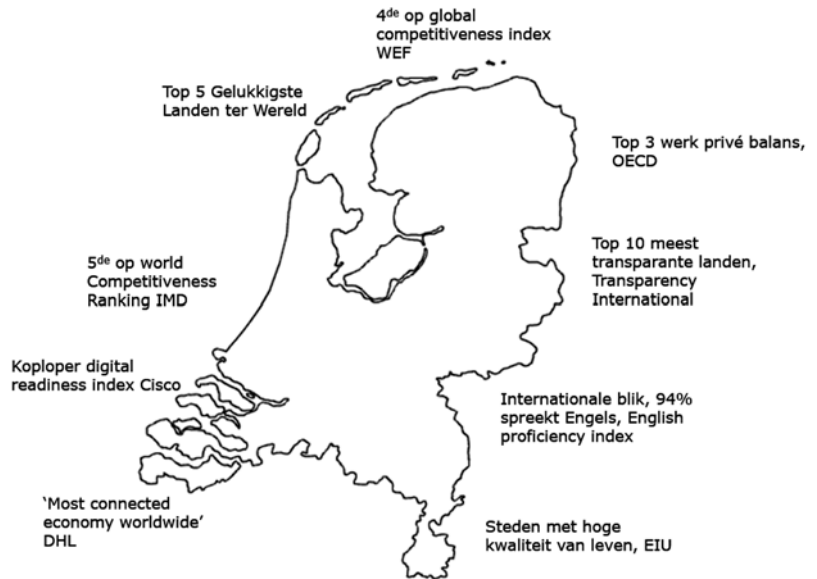 4de op global
competitiveness index
WEF
Top 5 Gelukkigste
Landen ter Wereld
Top 3 werk privé balans,
OECD
5de op world
Competitiveness
Ranking IMD
Top 10 meest
transparante landen,
Transparency
International
Koploper digital
readiness index Cisco
Internationale blik, 94%
spreekt Engels, English
proficiency index
‘Most connected
economy worldwide’
DHL
Steden met hoge
kwaliteit van leven, EIU